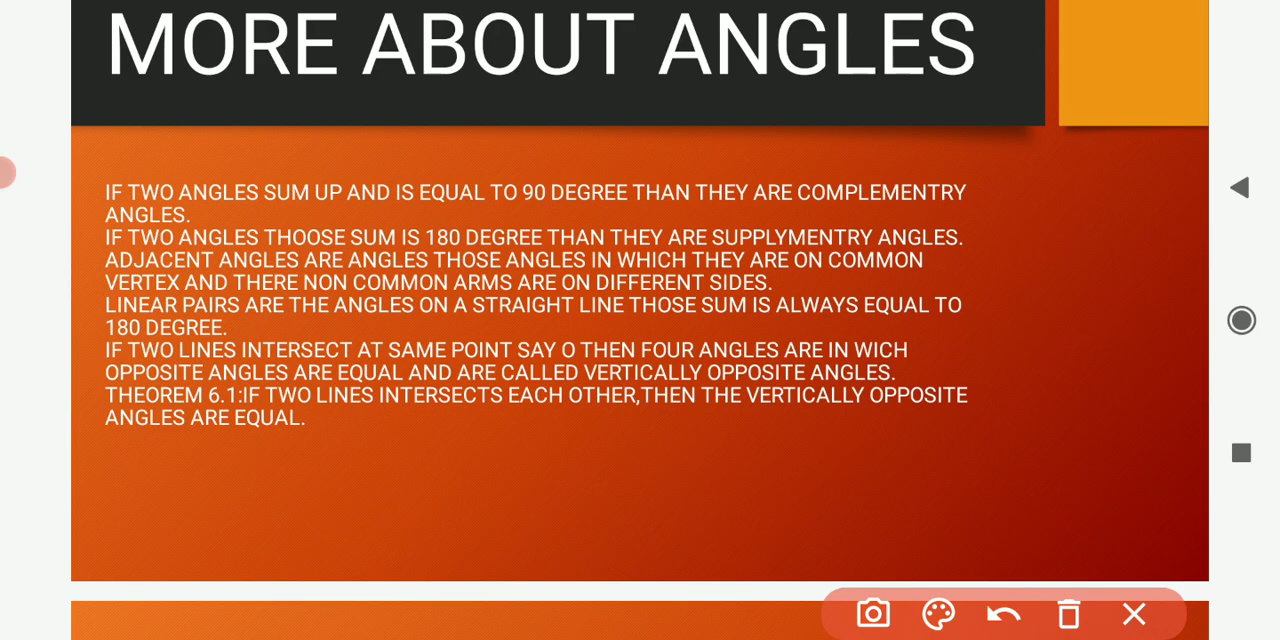 MORE ABOUT ANGLES
IF TWO ANGLES SUM UP AND IS EQUAL TO 90 DEGREE THAN THEY ARE COMPLEMENTRY
ANGLES.
IF TWO ANGLES THOOSE SUM IS 180 DEGREE THAN THEY ARE SUPPLYMENTRY ANGLES.
ADJACENT ANGLES ARE ANGLES THOSE ANGLES IN WHICH THEY ARE ON COMMON
VERTEX AND THERE NON COMMON ARMS ARE ON DIFFERENT SIDES.
LINEAR PAIRS ARE THE ANGLES ON A STRAIGHT LINE THOSE SUM IS ALWAYS EQUAL TO
180 DEGREE.
IF TWO LINES INTERSECT AT SAME POINT SAY O THEN FOUR ANGLES ARE IN WICH
OPPOSITE ANGLES ARE EQUAL AND ARE CALLED VERTICALLY OPPOSITE ANGLES.
THEOREM 6.1:IF TWO LINES INTERSECTS EACH OTHER,THEN THE VERTICALLY OPPOSITE
ANGLES ARE EQUAL.